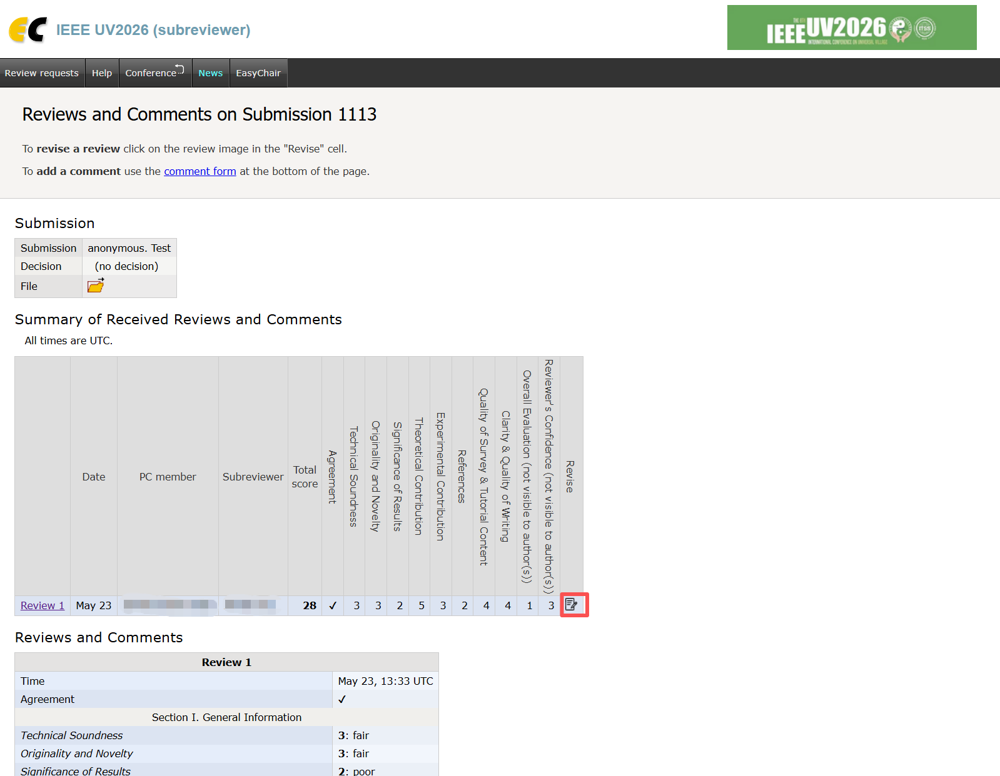 EC IEEE UV2026 (subreviewer)
THE 8TH
IEEE UV2026
INTERNATIONAL CONFERENCE ON UNIVERSAL VILLAGE
ITSS
Review requests Help Conference News EasyChair
Reviews and Comments on Submission 1113
To revise a review click on the review image in the "Revise" cell.
To add a comment use the comment form at the bottom of the page.
Submission
Submission anonymous. Test
Decision (no decision)
File
Summary of Received Reviews and Comments
All times are UTC.
Date PC member Subreviewer Total score Agreement Technical Soundness Originality and Novelty Significance of Results Theoretical Contribution Experimental Contribution References Quality of Survey & Tutorial Content Clarity & Quality of Writing Overall Evaluation (not visible to author(s)) Reviewer's Confidence (not visible to author(s)) Revise
Review 1 May 23 28 ✓ 3 3 2 5 3 2 4 4 1 3
Reviews and Comments
Review 1
Time May 23, 13:33 UTC
Agreement ✓
Section I. General Information
Technical Soundness 3: fair
Originality and Novelty 3: fair
Significance of Results 2: poor